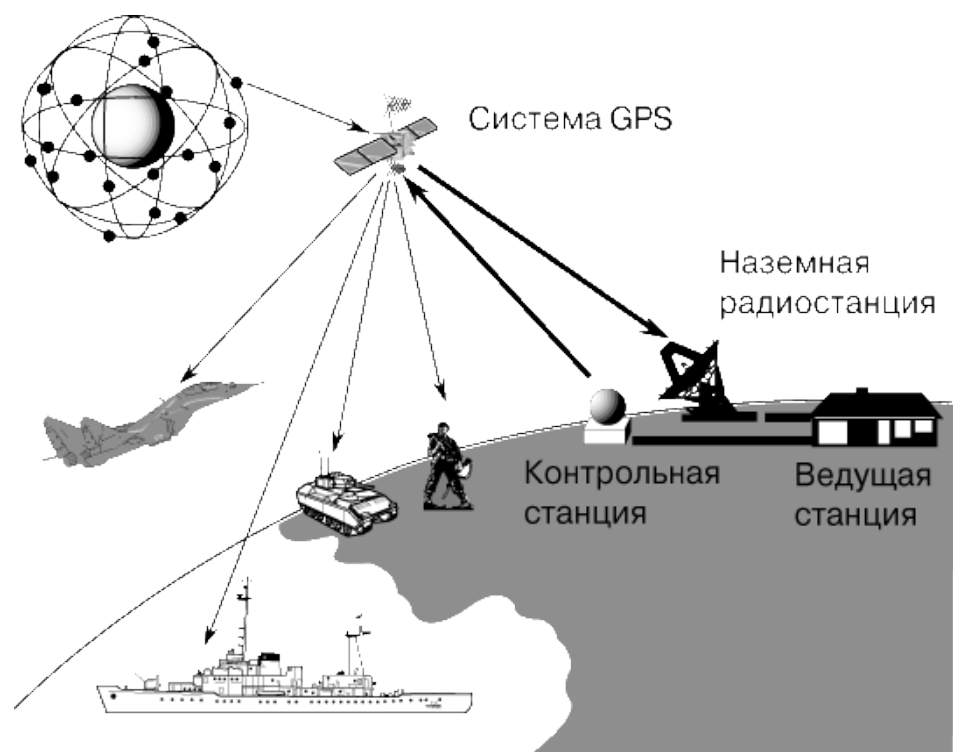 Система GPS
Наземная
радиостанция
Контрольная
станция
Ведущая
станция